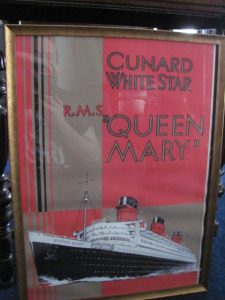 CUNARD
WHITE STAR
R.M.S.
"QUEEN
MARY"